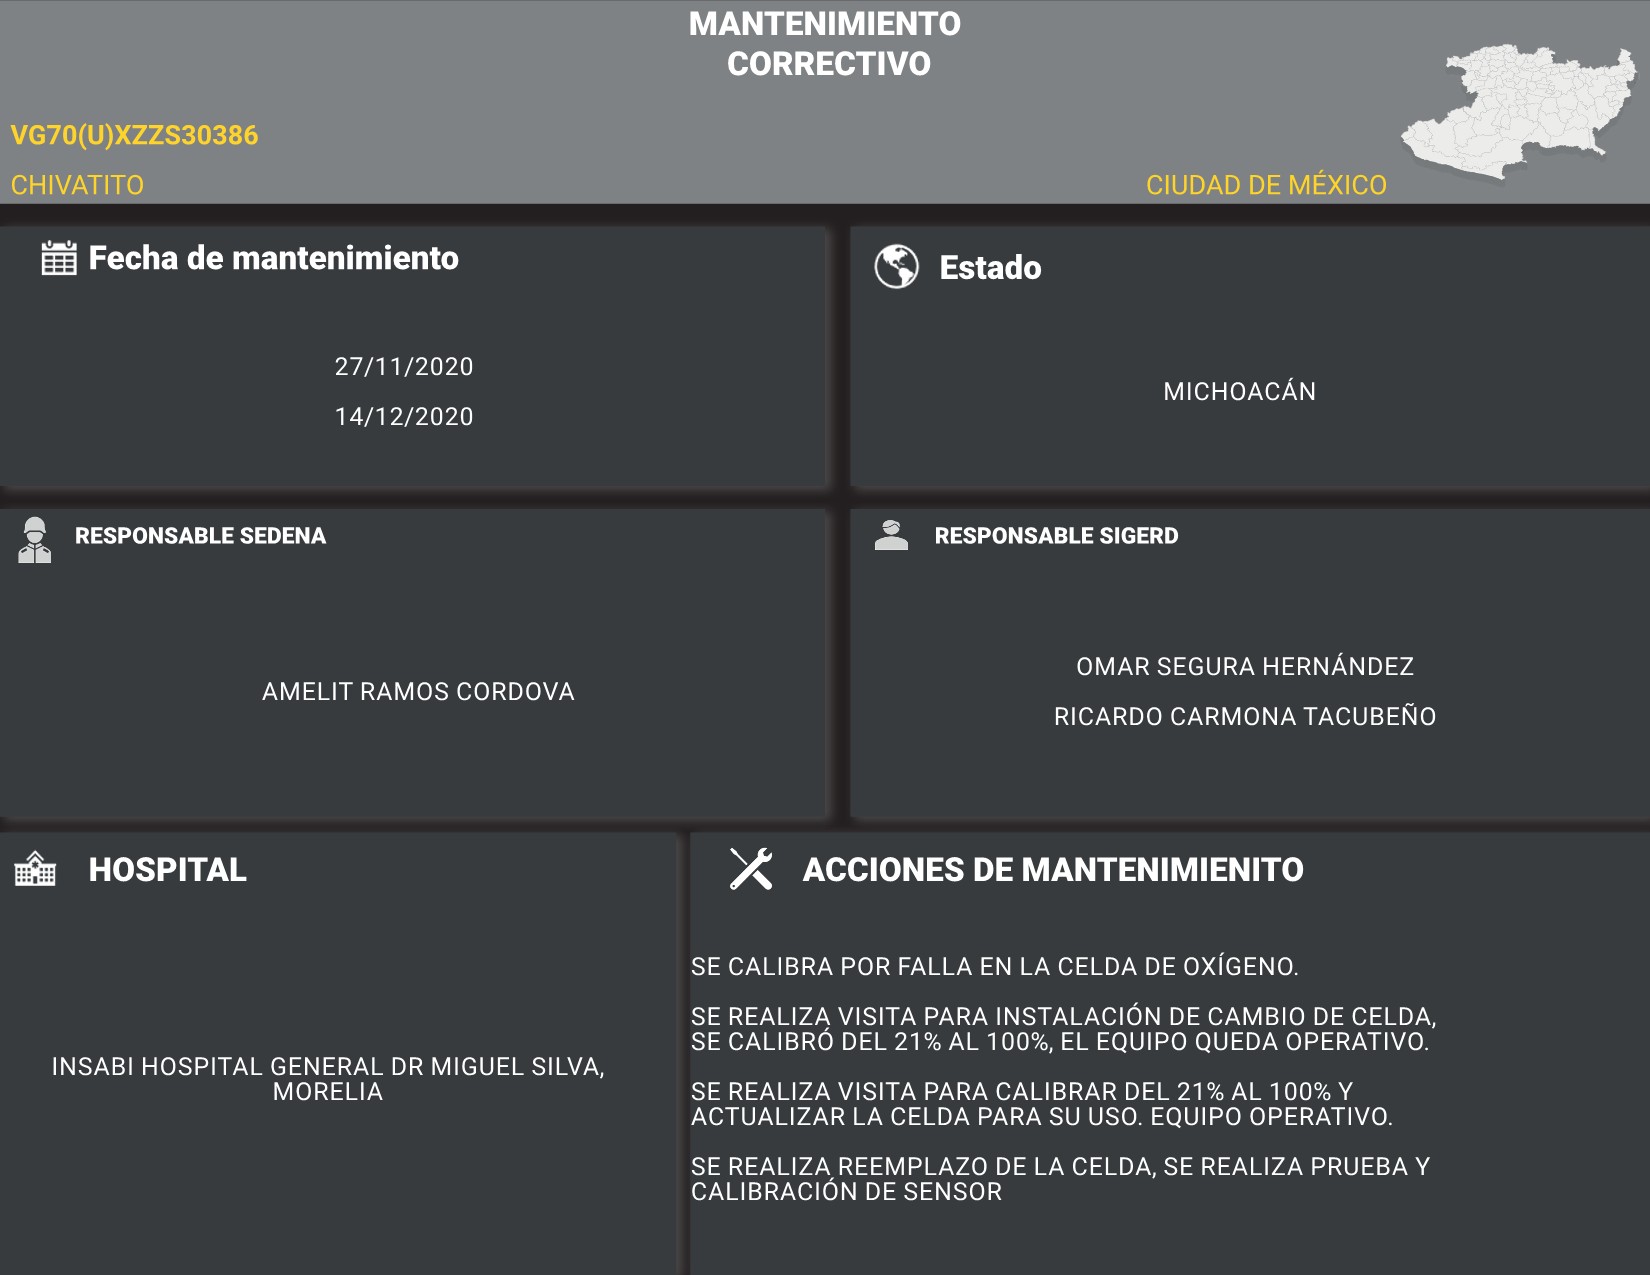 MANTENIMIENTO
CORRECTIVO
VG70(U)XZZS30386
CHIVATITO
CIUDAD DE MÉXICO
Fecha de mantenimiento
27/11/2020
14/12/2020
Estado
MICHOACÁN
RESPONSABLE SEDENA
AMELIT RAMOS CORDOVA
RESPONSABLE SIGERD
OMAR SEGURA HERNÁNDEZ
RICARDO CARMONA TACUBEÑO
HOSPITAL
INSABI HOSPITAL GENERAL DR MIGUEL SILVA,
MORELIA
ACCIONES DE MANTENIMIENITO
SE CALIBRA POR FALLA EN LA CELDA DE OXÍGENO.
SE REALIZA VISITA PARA INSTALACIÓN DE CAMBIO DE CELDA,
SE CALIBRÓ DEL 21% AL 100%, EL EQUIPO QUEDA OPERATIVO.
SE REALIZA VISITA PARA CALIBRAR DEL 21% AL 100% Y
ACTUALIZAR LA CELDA PARA SU USO. EQUIPO OPERATIVO.
SE REALIZA REEMPLAZO DE LA CELDA, SE REALIZA PRUEBA Y
CALIBRACIÓN DE SENSOR